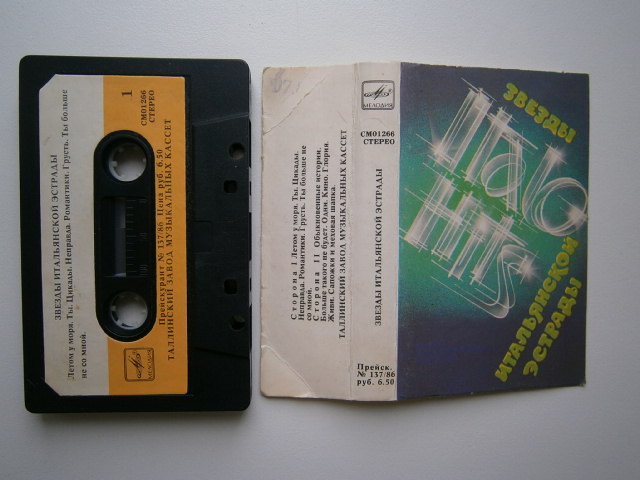 ЗВЕЗДЫ ИТАЛЬЯНСКОЙ ЭСТРАДЫ
Летом у моря. Ты. Цикады. Неправда. Романтики. Грусть. Ты больше
не со мной.
1
СМ01266
СТЕРЕО
Прейскурант № 137/86 Цена руб. 6.50
ТАЛЛИНСКИЙ ЗАВОД МУЗЫКАЛЬНЫХ КАССЕТ
МЕЛОДИЯ
МЕЛОДИЯ
СМ01266
СТЕРЕО
Сторона I Летом у моря. Ты. Цикады.
Неправда. Романтики. Грусть. Ты больше не
со мной.
Сторона II Обыкновенные истории.
Больше такого не будет. Одни. Кино. Глория.
Живи. Сапожки и меховая шапка.
ТАЛЛИНСКИЙ ЗАВОД МУЗЫКАЛЬНЫХ КАССЕТ
ЗВЕЗДЫ ИТАЛЬЯНСКОЙ ЭСТРАДЫ
Прейск.
№ 137/86
руб. 6.50
ЗВЕЗДЫ
Italo
Hits
ИТАЛЬЯНСКОЙ
ЭСТРАДЫ